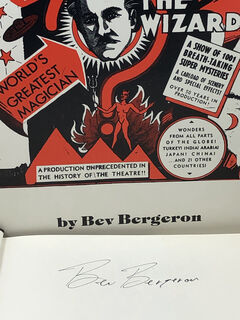 THE
WIZARD
WORLD'S
GREATEST
MAGICIAN
A SHOW OF 1001
BREATH-TAKING
SUPER MYSTERIES
CARLOAD OF SCENERY
AND SPECIAL EFFECTS!
OVER 50 YEARS IN
PRODUCTION!
WONDERS
FROM ALL PARTS
OF THE GLOBE!
TURKEY! INDIA! ARABIA!
JAPAN! CHINA!
...AND 21 OTHER
COUNTRIES!
A PRODUCTION UNPRECEDENTED IN
THE HISTORY OF THE THEATRE!!
by Bev Bergeron
Bev Bergeron